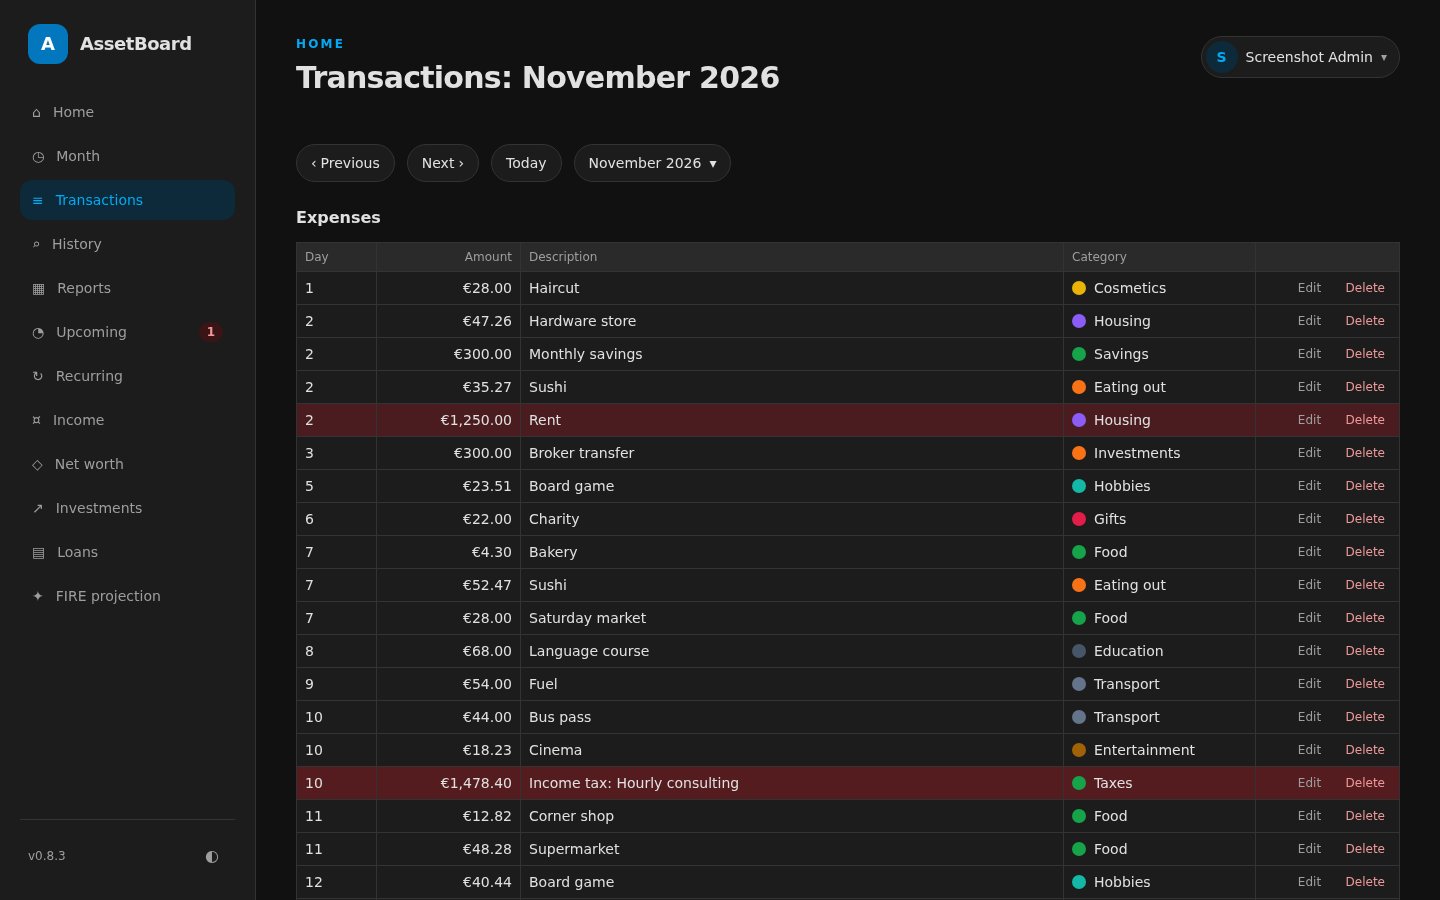 A AssetBoard
⌂ Home
◷ Month
≡ Transactions
⌕ History
▦ Reports
◔ Upcoming 1
↻ Recurring
¤ Income
◇ Net worth
↗ Investments
▤ Loans
✦ FIRE projection
v0.8.3 ◐
HOME
Transactions: November 2026
S Screenshot Admin ▾
‹ Previous Next › Today November 2026 ▾
Expenses
Day Amount Description Category
1 €28.00 Haircut Cosmetics Edit Delete
2 €47.26 Hardware store Housing Edit Delete
2 €300.00 Monthly savings Savings Edit Delete
2 €35.27 Sushi Eating out Edit Delete
2 €1,250.00 Rent Housing Edit Delete
3 €300.00 Broker transfer Investments Edit Delete
5 €23.51 Board game Hobbies Edit Delete
6 €22.00 Charity Gifts Edit Delete
7 €4.30 Bakery Food Edit Delete
7 €52.47 Sushi Eating out Edit Delete
7 €28.00 Saturday market Food Edit Delete
8 €68.00 Language course Education Edit Delete
9 €54.00 Fuel Transport Edit Delete
10 €44.00 Bus pass Transport Edit Delete
10 €18.23 Cinema Entertainment Edit Delete
10 €1,478.40 Income tax: Hourly consulting Taxes Edit Delete
11 €12.82 Corner shop Food Edit Delete
11 €48.28 Supermarket Food Edit Delete
12 €40.44 Board game Hobbies Edit Delete